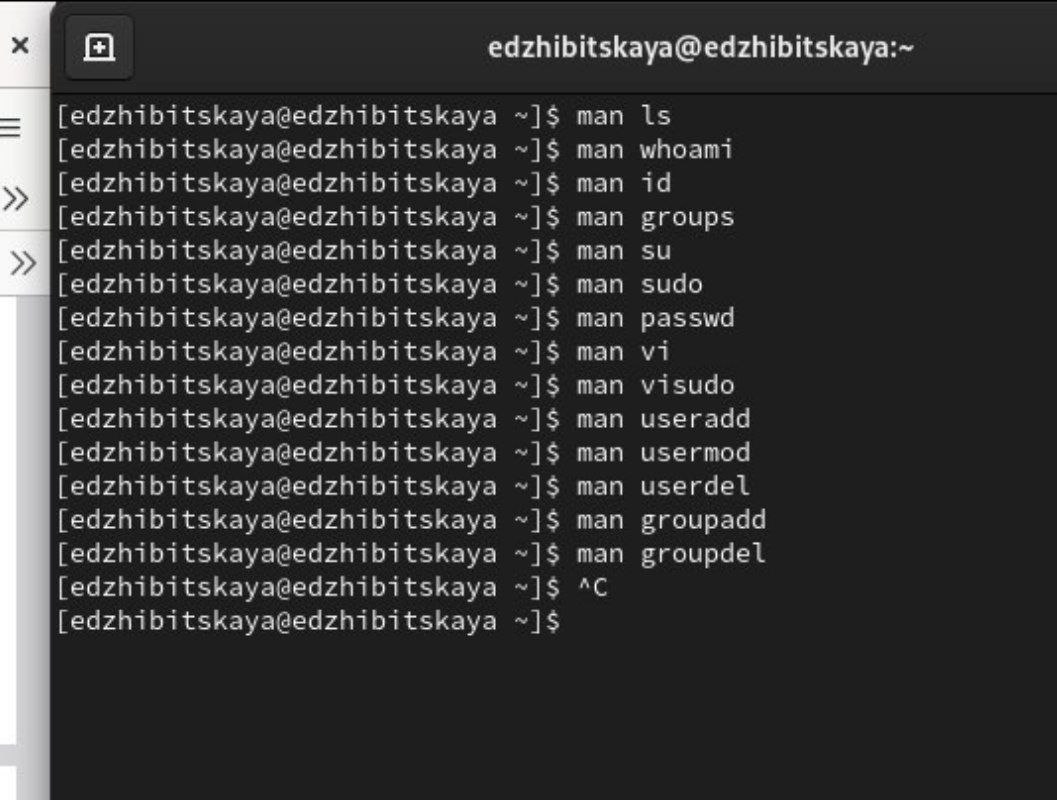 edzhibitskaya@edzhibitskaya:~
[edzhibitskaya@edzhibitskaya ~]$ man ls
[edzhibitskaya@edzhibitskaya ~]$ man whoami
[edzhibitskaya@edzhibitskaya ~]$ man id
[edzhibitskaya@edzhibitskaya ~]$ man groups
[edzhibitskaya@edzhibitskaya ~]$ man su
[edzhibitskaya@edzhibitskaya ~]$ man sudo
[edzhibitskaya@edzhibitskaya ~]$ man passwd
[edzhibitskaya@edzhibitskaya ~]$ man vi
[edzhibitskaya@edzhibitskaya ~]$ man visudo
[edzhibitskaya@edzhibitskaya ~]$ man useradd
[edzhibitskaya@edzhibitskaya ~]$ man usermod
[edzhibitskaya@edzhibitskaya ~]$ man userdel
[edzhibitskaya@edzhibitskaya ~]$ man groupadd
[edzhibitskaya@edzhibitskaya ~]$ man groupdel
[edzhibitskaya@edzhibitskaya ~]$ ^C
[edzhibitskaya@edzhibitskaya ~]$